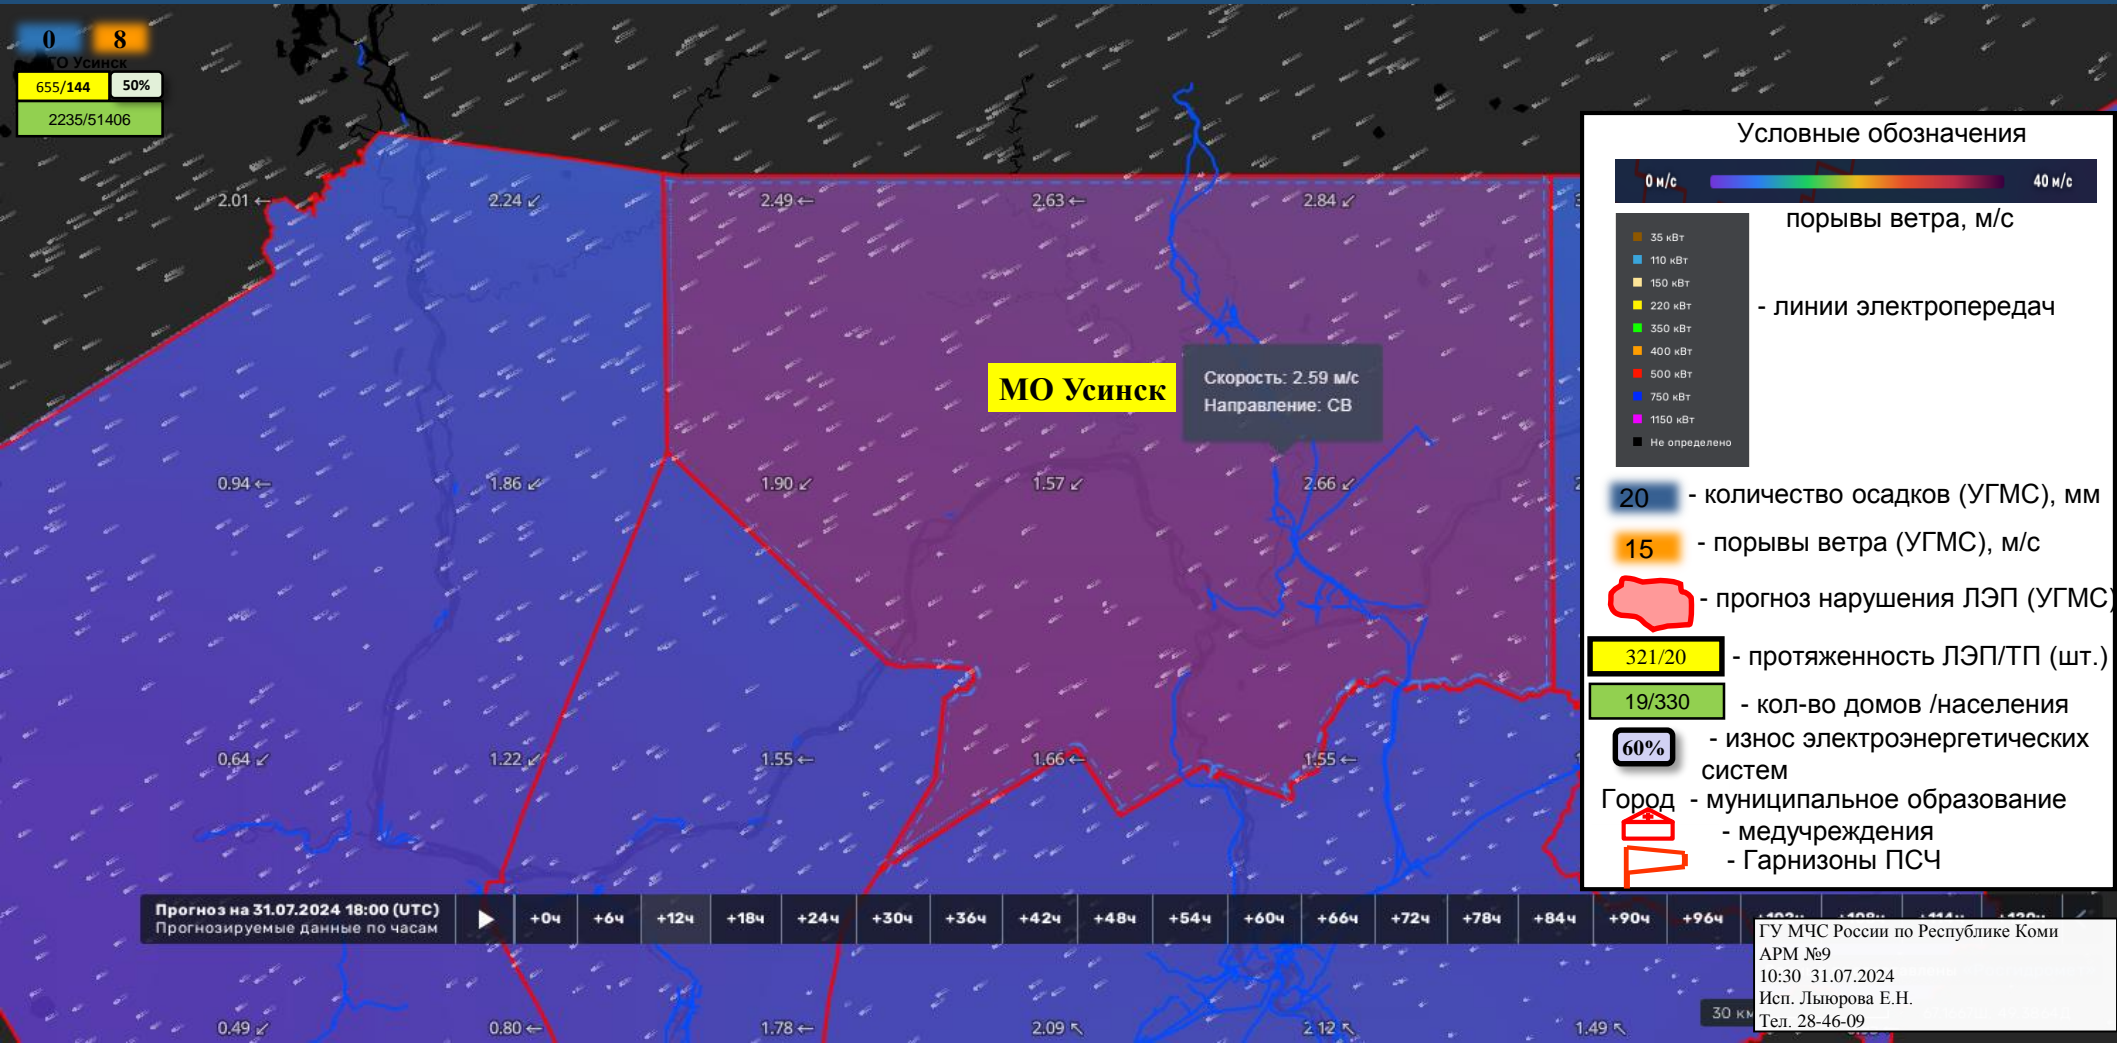 0 8
ГО Усинск
655/144 50%
2235/51406
2.01 ← 2.24 ↙ 2.49 ← 2.63 ← 2.84 ↙
МО Усинск
Скорость: 2.59 м/с
Направление: СВ
0.94 ← 1.86 ↙ 1.90 ↙ 1.57 ↙ 2.66 ↙
0.64 ↙ 1.22 ↙ 1.55 ← 1.66 ← 1.55 ←
Прогноз на 31.07.2024 18:00 (UTC)
Прогнозируемые данные по часам
+0ч +6ч +12ч +18ч +24ч +30ч +36ч +42ч +48ч +54ч +60ч +66ч +72ч +78ч +84ч +90ч +96ч
0.49 ↙ 0.80 ← 1.78 ← 2.09 ↖ 2.12 ↖ 1.49 ↖
30 км
Условные обозначения
0 м/с 40 м/с
порывы ветра, м/с
35 кВт
110 кВт
150 кВт
220 кВт
350 кВт
400 кВт
500 кВт
750 кВт
1150 кВт
Не определено
- линии электропередач
20 - количество осадков (УГМС), мм
15 - порывы ветра (УГМС), м/с
- прогноз нарушения ЛЭП (УГМС)
321/20 - протяженность ЛЭП/ТП (шт.)
19/330 - кол-во домов /населения
60% - износ электроэнергетических
систем
Город - муниципальное образование
- медучреждения
- Гарнизоны ПСЧ
ГУ МЧС России по Республике Коми
АРМ №9
10:30 31.07.2024
Исп. Лыюрова Е.Н.
Тел. 28-46-09